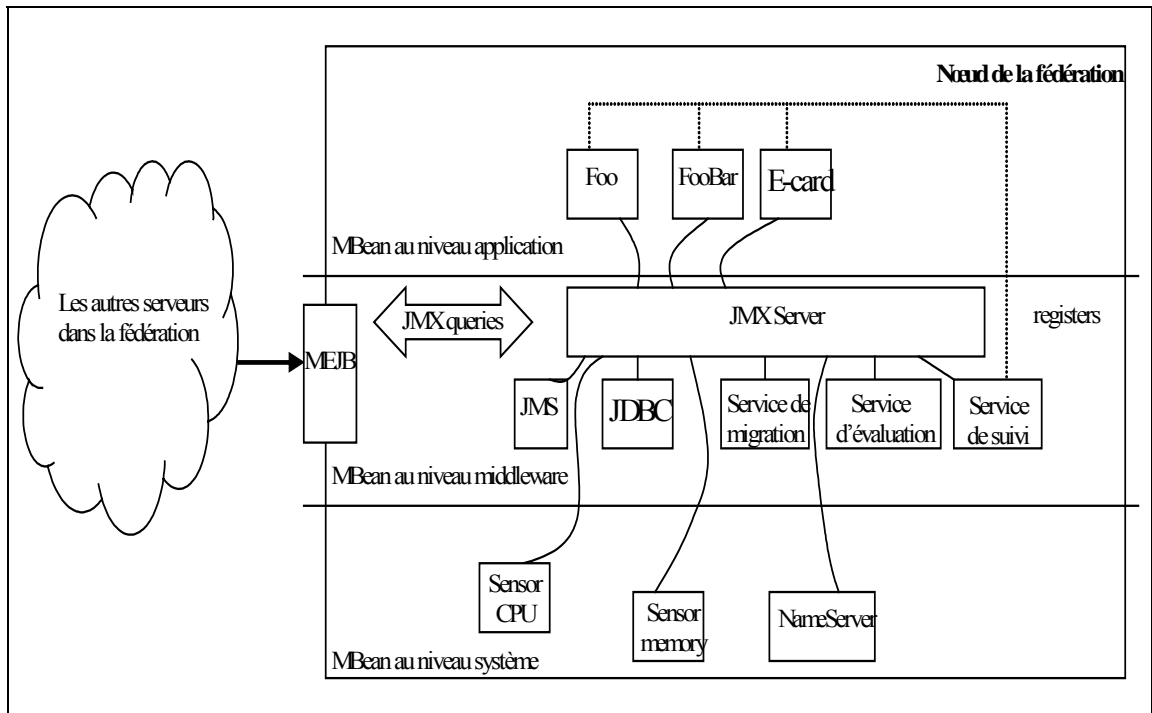 Nœud de la fédération
Foo
FooBar
E-card
MBean au niveau application
Les autres serveurs
dans la fédération
MEJB
JMX queries
JMX Server
registers
JMS
JDBC
Service de
migration
Service
d'évaluation
Service
de suivi
MBean au niveau middleware
Sensor
CPU
Sensor
memory
NameServer
MBean au niveau système